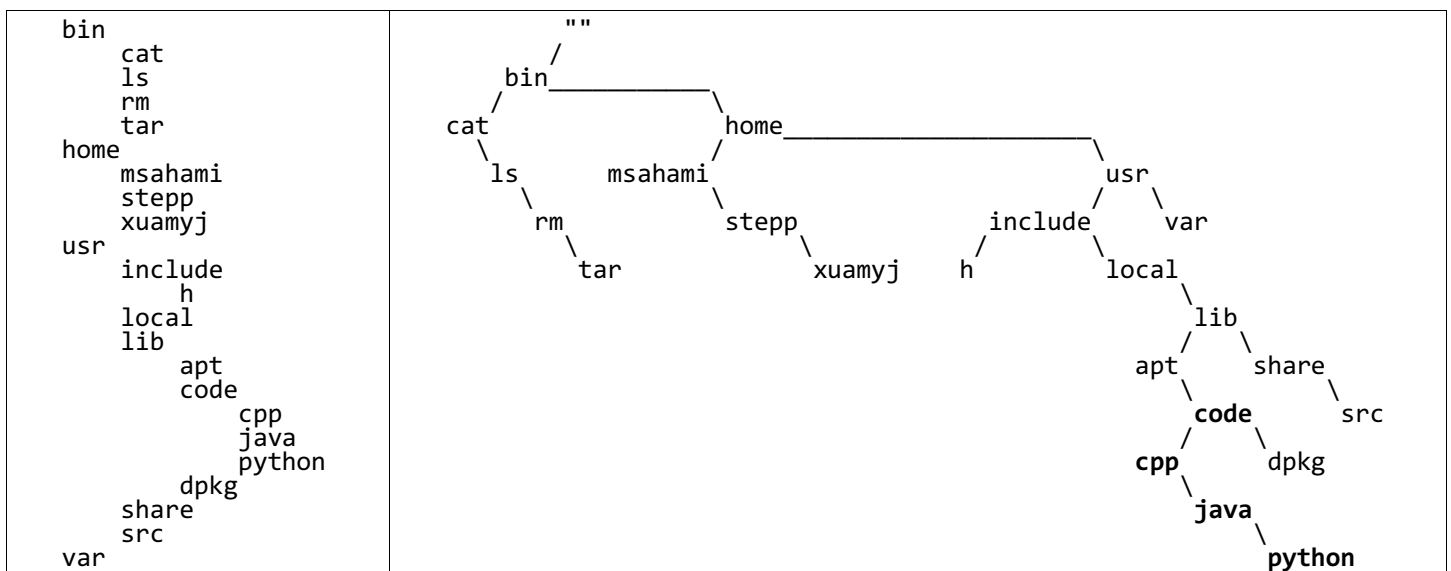 bin
cat
ls
rm
tar
home
msahami
stepp
xuamyj
usr
include
h
local
lib
apt
code
cpp
java
python
dpkg
share
src
var
""
bin
cat home
ls msahami usr
rm stepp include var
tar xuamyj h local
lib
apt share
code src
cpp dpkg
java
python